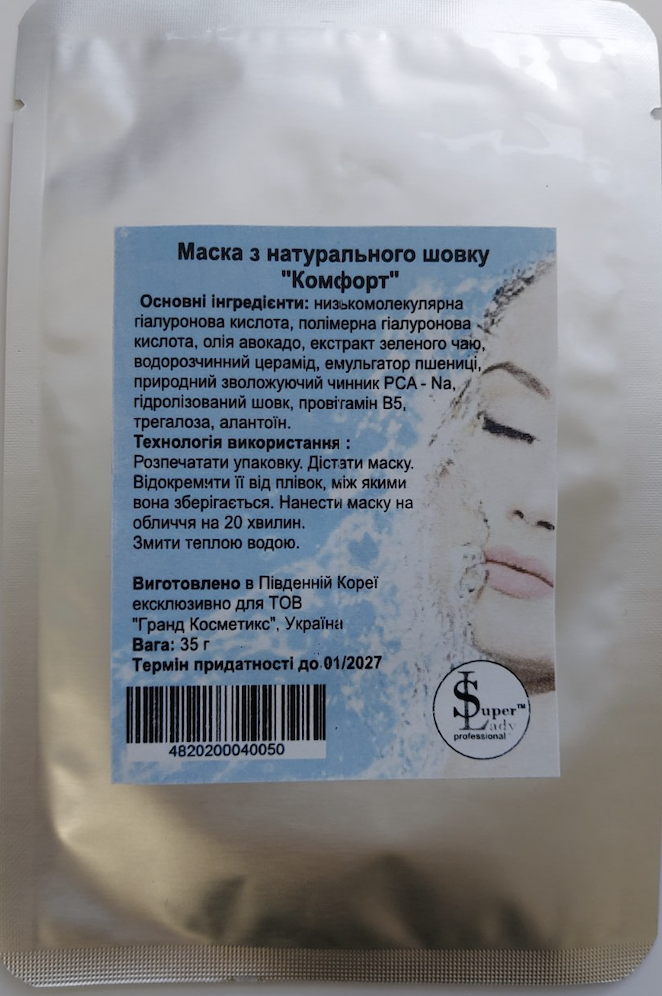 Маска з натурального шовку
"Комфорт"
Основні інгредієнти: низькомолекулярна
гіалуронова кислота, полімерна гіалуронова
кислота, олія авокадо, екстракт зеленого чаю,
водорозчинний церамід, емульгатор пшениці,
природний зволожуючий чинник PCA - Na,
гідролізований шовк, провітамін В5,
трегалоза, алантоїн.
Технологія використання :
Розпечатати упаковку. Дістати маску.
Відокремити її від плівок, між якими
вона зберігається. Нанести маску на
обличчя на 20 хвилин.
Змити теплою водою.
Виготовлено в Південній Кореї
ексклюзивно для ТОВ
"Гранд Косметикс", Україна
Вага: 35 г
Термін придатності до 01/2027
4820200040050
Super™
Lady
professional